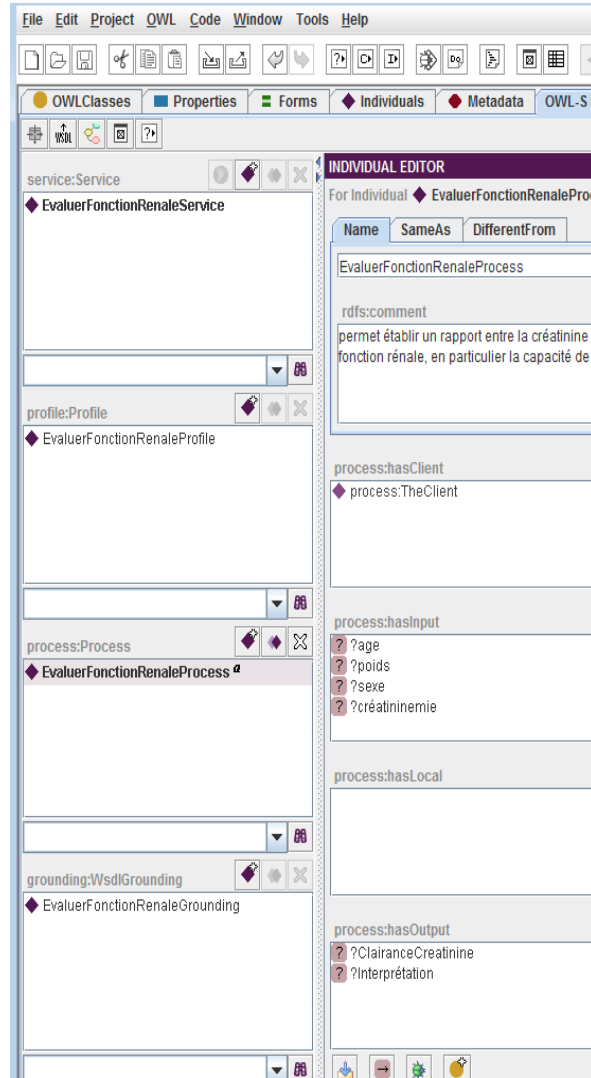 File Edit Project OWL Code Window Tools Help
OWLClasses Properties Forms Individuals Metadata OWL-S
WSDL
service:Service
EvaluerFonctionRenaleService
profile:Profile
EvaluerFonctionRenaleProfile
process:Process
EvaluerFonctionRenaleProcess a
grounding:WsdlGrounding
EvaluerFonctionRenaleGrounding
INDIVIDUAL EDITOR
For Individual EvaluerFonctionRenalePro
Name SameAs DifferentFrom
EvaluerFonctionRenaleProcess
rdfs:comment
permet établir un rapport entre la créatinine
fonction rénale, en particulier la capacité de
process:hasClient
process:TheClient
process:hasInput
? ?age
? ?poids
? ?sexe
? ?créatininemie
process:hasLocal
process:hasOutput
? ?ClairanceCreatinine
? ?Interprétation